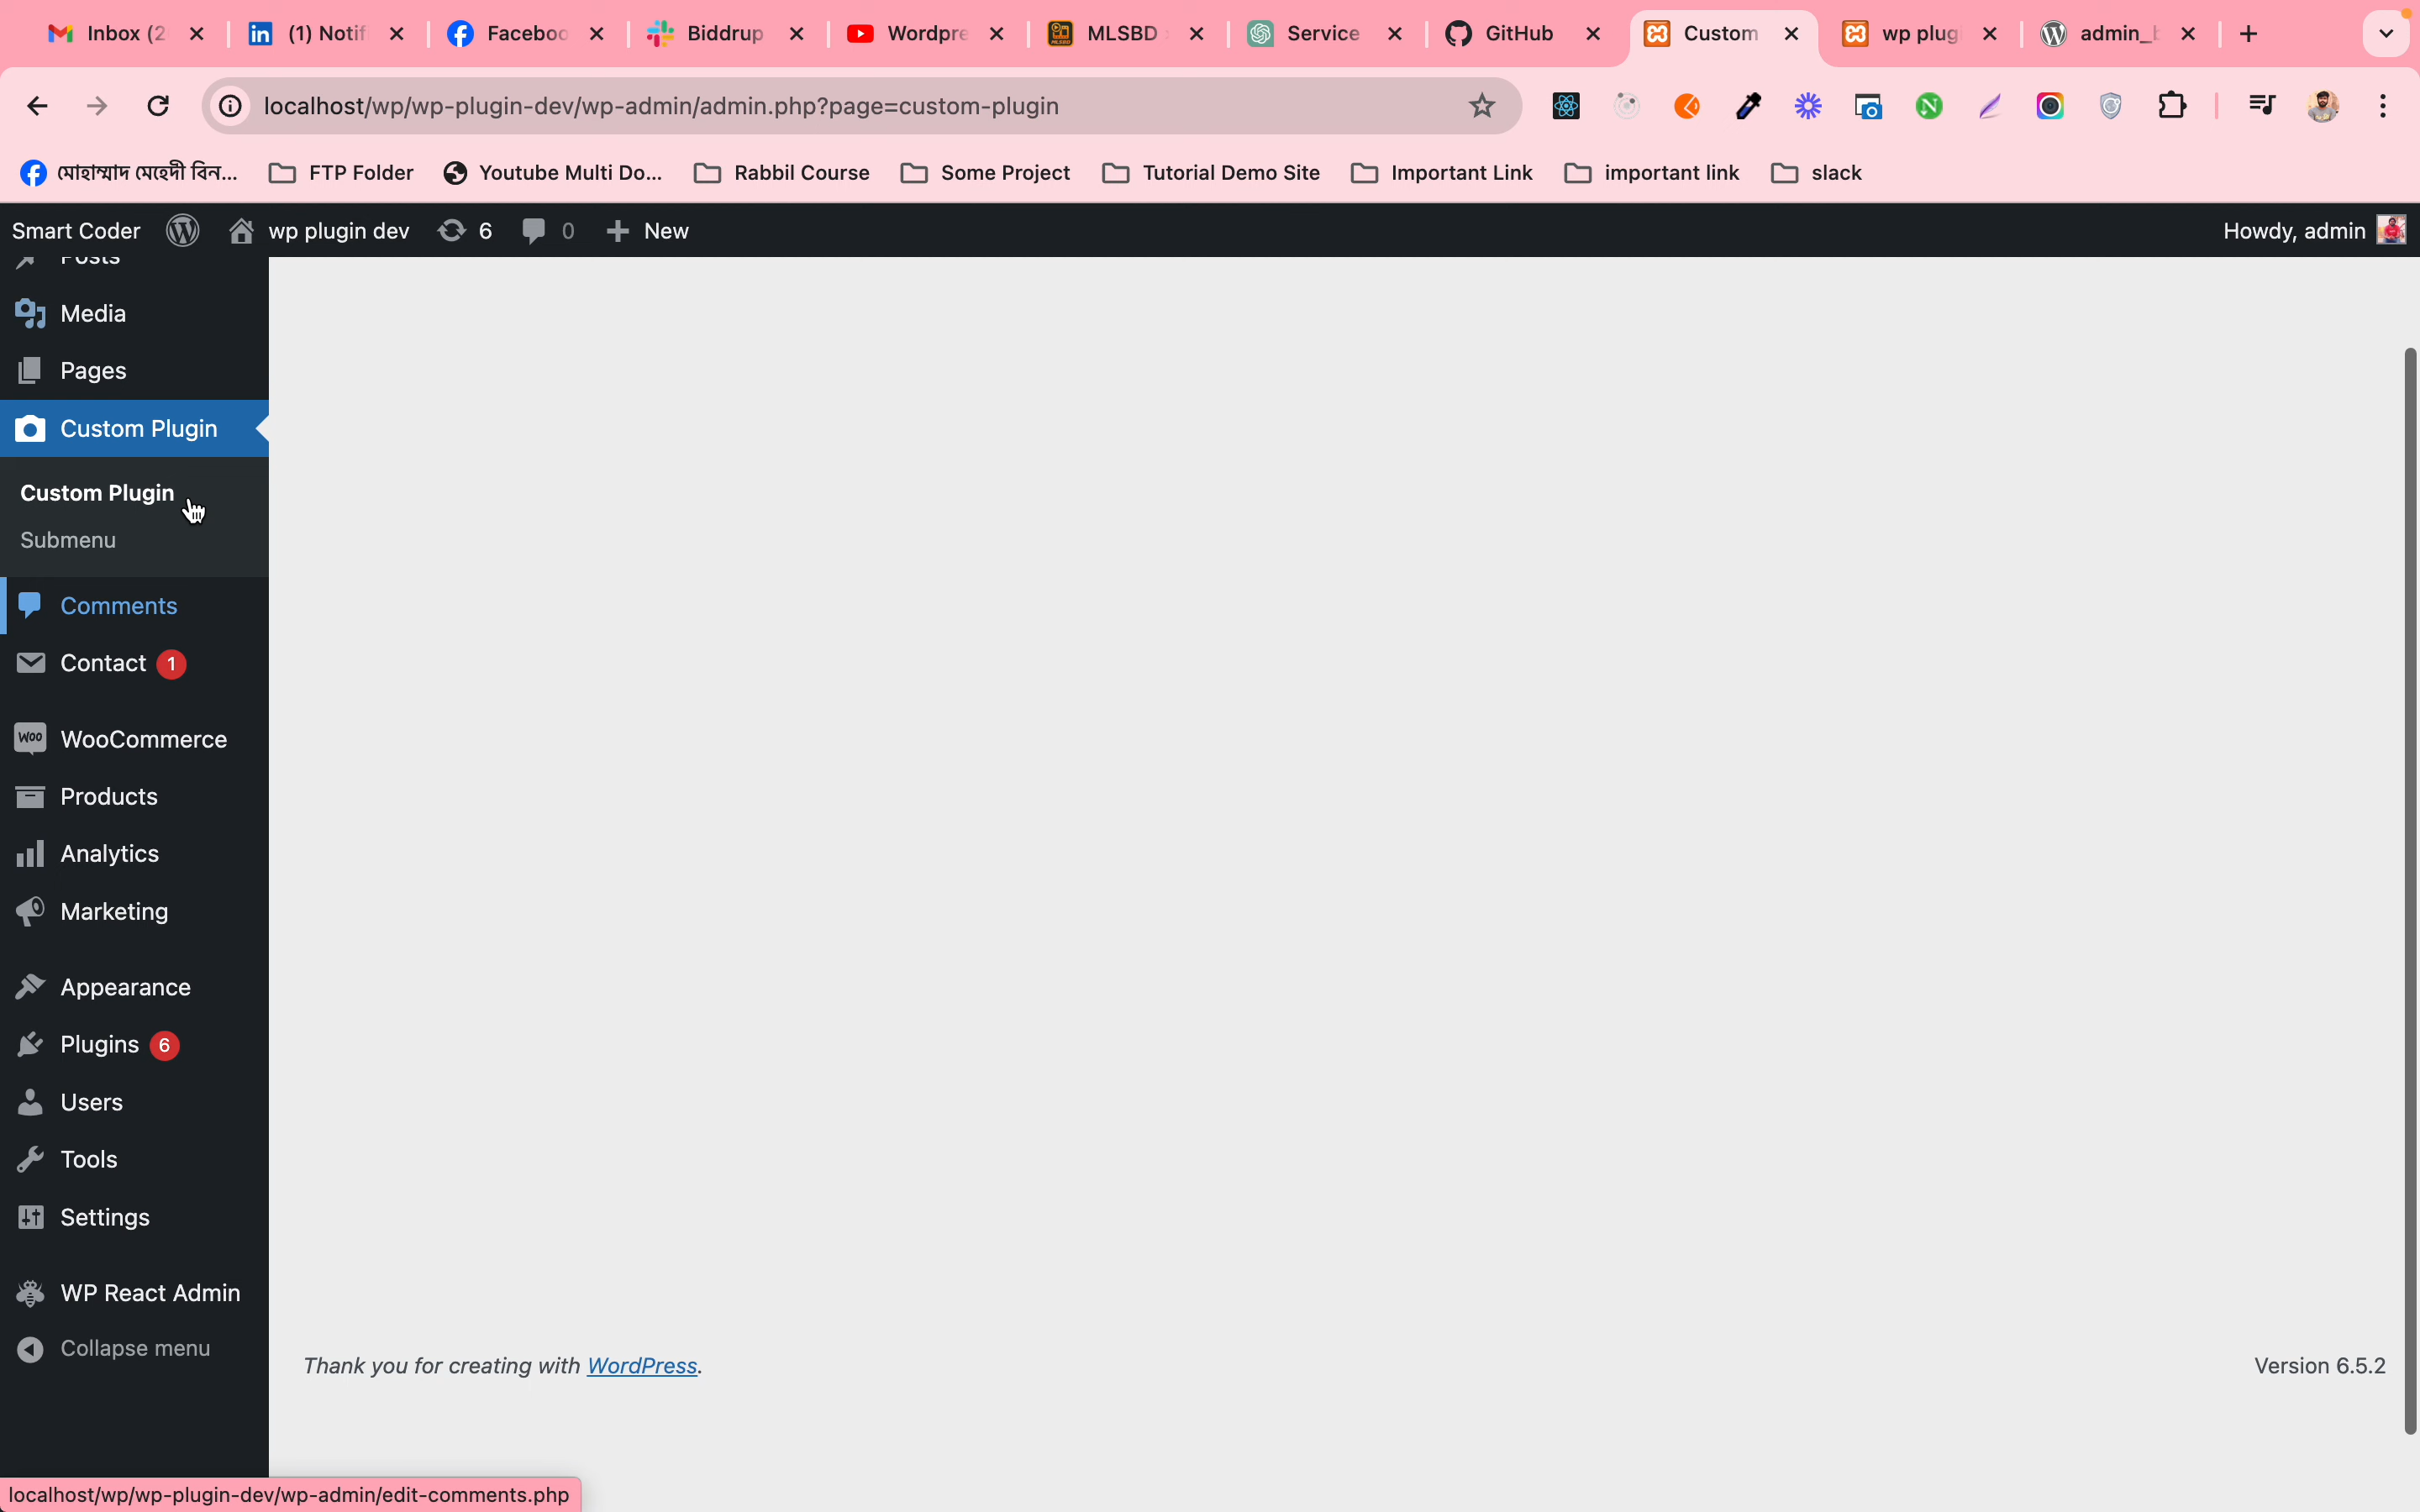 Inbox (2
(1) Notif
Faceboo
Biddrup
Wordpre
MLSBD
Service
GitHub
Custom
wp plug
admin_b
localhost/wp/wp-plugin-dev/wp-admin/admin.php?page=custom-plugin
মোহাম্মাদ মেহেদী বিন...
FTP Folder
Youtube Multi Do...
Rabbil Course
Some Project
Tutorial Demo Site
Important Link
important link
slack
Smart Coder
wp plugin dev
6
0
New
Howdy, admin
Posts
Media
Pages
Custom Plugin
Custom Plugin
Submenu
Comments
Contact 1
WooCommerce
Products
Analytics
Marketing
Appearance
Plugins 6
Users
Tools
Settings
WP React Admin
Collapse menu
Thank you for creating with WordPress.
Version 6.5.2
localhost/wp/wp-plugin-dev/wp-admin/edit-comments.php